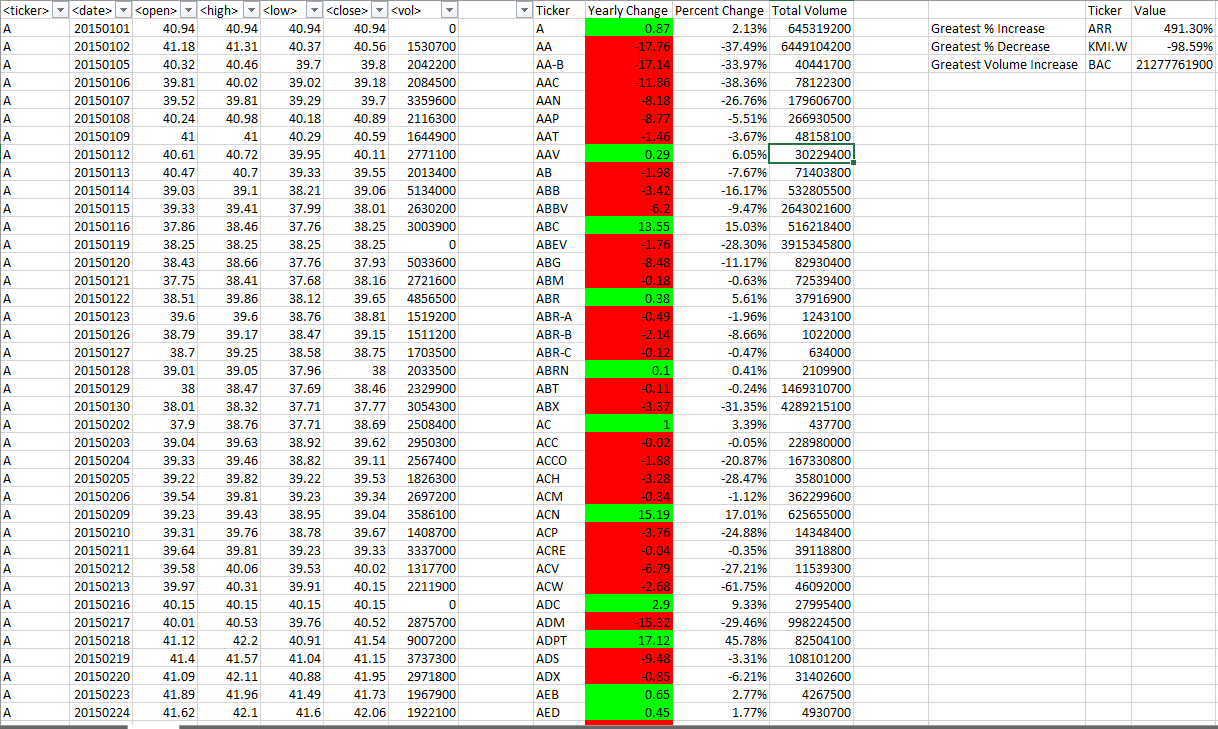 <ticker> <date> <open> <high> <low> <close> <vol> Ticker Yearly Change Percent Change Total Volume Ticker Value
A 20150101 40.94 40.94 40.94 40.94 0 A 0.87 2.13% 645319200 Greatest % Increase ARR 491.30%
A 20150102 41.18 41.31 40.37 40.56 1530700 AA -17.76 -37.49% 6449104200 Greatest % Decrease KMI.W -98.59%
A 20150105 40.32 40.46 39.7 39.8 2042200 AA-B -17.14 -33.97% 40441700 Greatest Volume Increase BAC 21277761900
A 20150106 39.81 40.02 39.02 39.18 2084500 AAC -11.86 -38.36% 78122300
A 20150107 39.52 39.81 39.29 39.7 3359600 AAN -8.18 -26.76% 179606700
A 20150108 40.24 40.98 40.18 40.89 2116300 AAP -8.77 -5.51% 266930500
A 20150109 41 41 40.29 40.59 1644900 AAT -1.46 -3.67% 48158100
A 20150112 40.61 40.72 39.95 40.11 2771100 AAV 0.29 6.05% 30229400
A 20150113 40.47 40.7 39.33 39.55 2013400 AB -1.98 -7.67% 71403800
A 20150114 39.03 39.1 38.21 39.06 5134000 ABB -3.42 -16.17% 532805500
A 20150115 39.33 39.41 37.99 38.01 2630200 ABBV -6.2 -9.47% 2643021600
A 20150116 37.86 38.46 37.76 38.25 3003900 ABC 13.55 15.03% 516218400
A 20150119 38.25 38.25 38.25 38.25 0 ABEV -1.76 -28.30% 3915345800
A 20150120 38.43 38.66 37.76 37.93 5033600 ABG -8.48 -11.17% 82930400
A 20150121 37.75 38.41 37.68 38.16 2721600 ABM -0.18 -0.63% 72539400
A 20150122 38.51 39.86 38.12 39.65 4856500 ABR 0.38 5.61% 37916900
A 20150123 39.6 39.6 38.76 38.81 1519200 ABR-A -0.49 -1.96% 1243100
A 20150126 38.79 39.17 38.47 39.15 1511200 ABR-B -2.14 -8.66% 1022000
A 20150127 38.7 39.25 38.58 38.75 1703500 ABR-C -0.12 -0.47% 634000
A 20150128 39.01 39.05 37.96 38 2033500 ABRN 0.1 0.41% 2109900
A 20150129 38 38.47 37.69 38.46 2329900 ABT -0.11 -0.24% 1469310700
A 20150130 38.01 38.32 37.71 37.77 3054300 ABX -3.37 -31.35% 4289215100
A 20150202 37.9 38.76 37.71 38.69 2508400 AC 1 3.39% 437700
A 20150203 39.04 39.63 38.92 39.62 2950300 ACC -0.02 -0.05% 228980000
A 20150204 39.33 39.46 38.82 39.11 2567400 ACCO -1.88 -20.87% 167330800
A 20150205 39.22 39.82 39.22 39.53 1826300 ACH -3.28 -28.47% 35801000
A 20150206 39.54 39.81 39.23 39.34 2697200 ACM -0.34 -1.12% 362299600
A 20150209 39.23 39.43 38.95 39.04 3586100 ACN 15.19 17.01% 625655000
A 20150210 39.31 39.76 38.78 39.67 1408700 ACP -3.76 -24.88% 14348400
A 20150211 39.64 39.81 39.23 39.33 3337000 ACRE -0.04 -0.35% 39118800
A 20150212 39.58 40.06 39.53 40.02 1317700 ACV -6.79 -27.21% 11539300
A 20150213 39.97 40.31 39.91 40.15 2211900 ACW -2.68 -61.75% 46092000
A 20150216 40.15 40.15 40.15 40.15 0 ADC 2.9 9.33% 27995400
A 20150217 40.01 40.53 39.76 40.52 2875700 ADM -15.32 -29.46% 998224500
A 20150218 41.12 42.2 40.91 41.54 9007200 ADPT 17.12 45.78% 82504100
A 20150219 41.4 41.57 41.04 41.15 3737300 ADS -9.48 -3.31% 108101200
A 20150220 41.09 42.11 40.88 41.95 2971800 ADX -0.85 -6.21% 31402600
A 20150223 41.89 41.96 41.49 41.73 1967900 AEB 0.65 2.77% 4267500
A 20150224 41.62 42.1 41.6 42.06 1922100 AED 0.45 1.77% 4930700